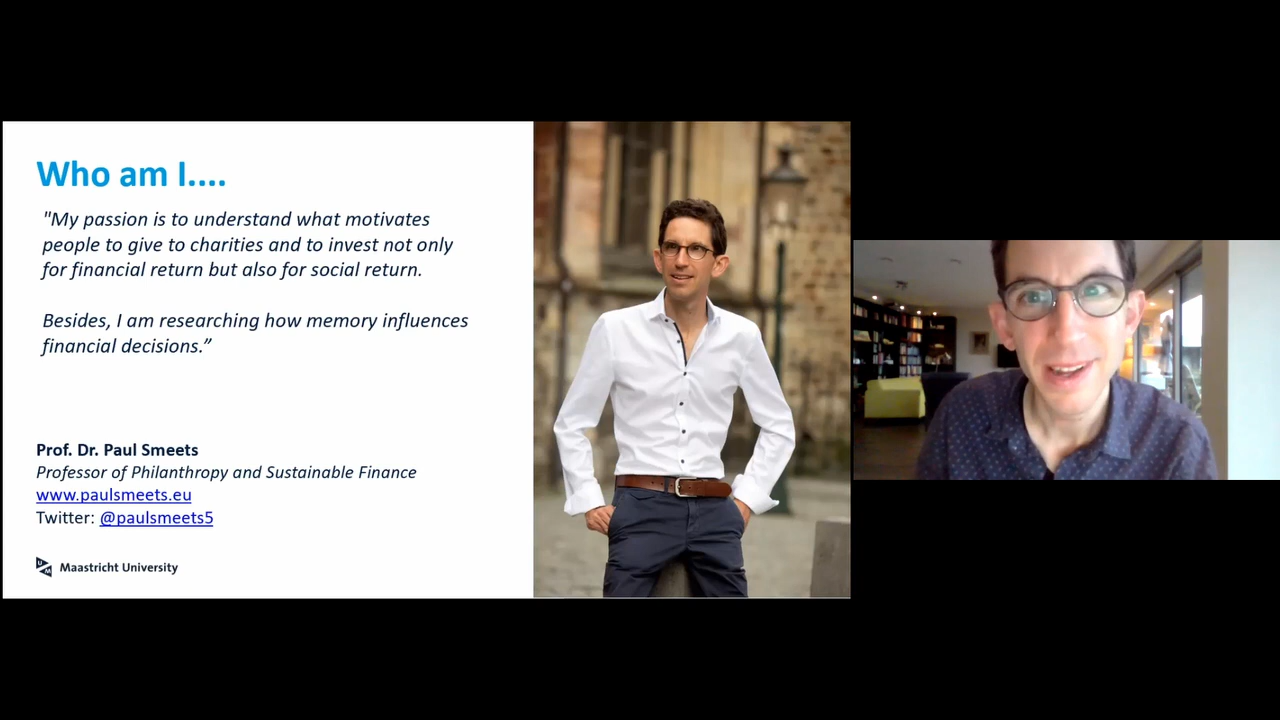 Who am I....
"My passion is to understand what motivates
people to give to charities and to invest not only
for financial return but also for social return.
Besides, I am researching how memory influences
financial decisions.”
Prof. Dr. Paul Smeets
Professor of Philanthropy and Sustainable Finance
www.paulsmeets.eu
Twitter: @paulsmeets5
UM Maastricht University